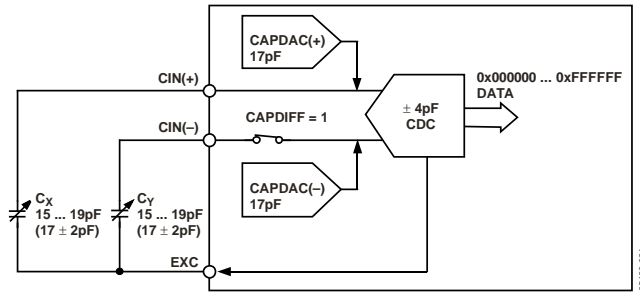 CAPDAC(+)
17pF
CIN(+)
0x000000 ... 0xFFFFFF
DATA
± 4pF
CDC
CIN(–)
CAPDIFF = 1
CAPDAC(–)
17pF
CX
15 ... 19pF
(17 ± 2pF)
CY
15 ... 19pF
(17 ± 2pF)
EXC